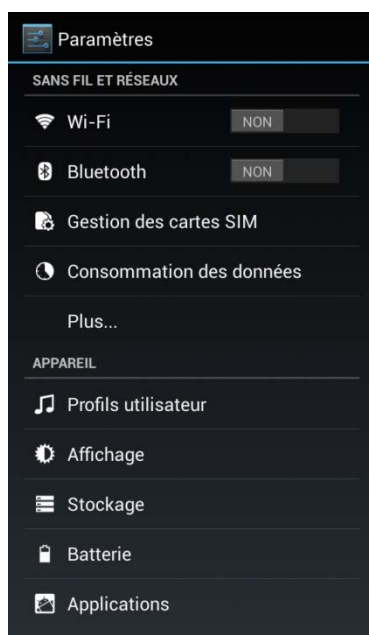 Paramètres
SANS FIL ET RÉSEAUX
Wi-Fi NON
Bluetooth NON
Gestion des cartes SIM
Consommation des données
Plus...
APPAREIL
Profils utilisateur
Affichage
Stockage
Batterie
Applications